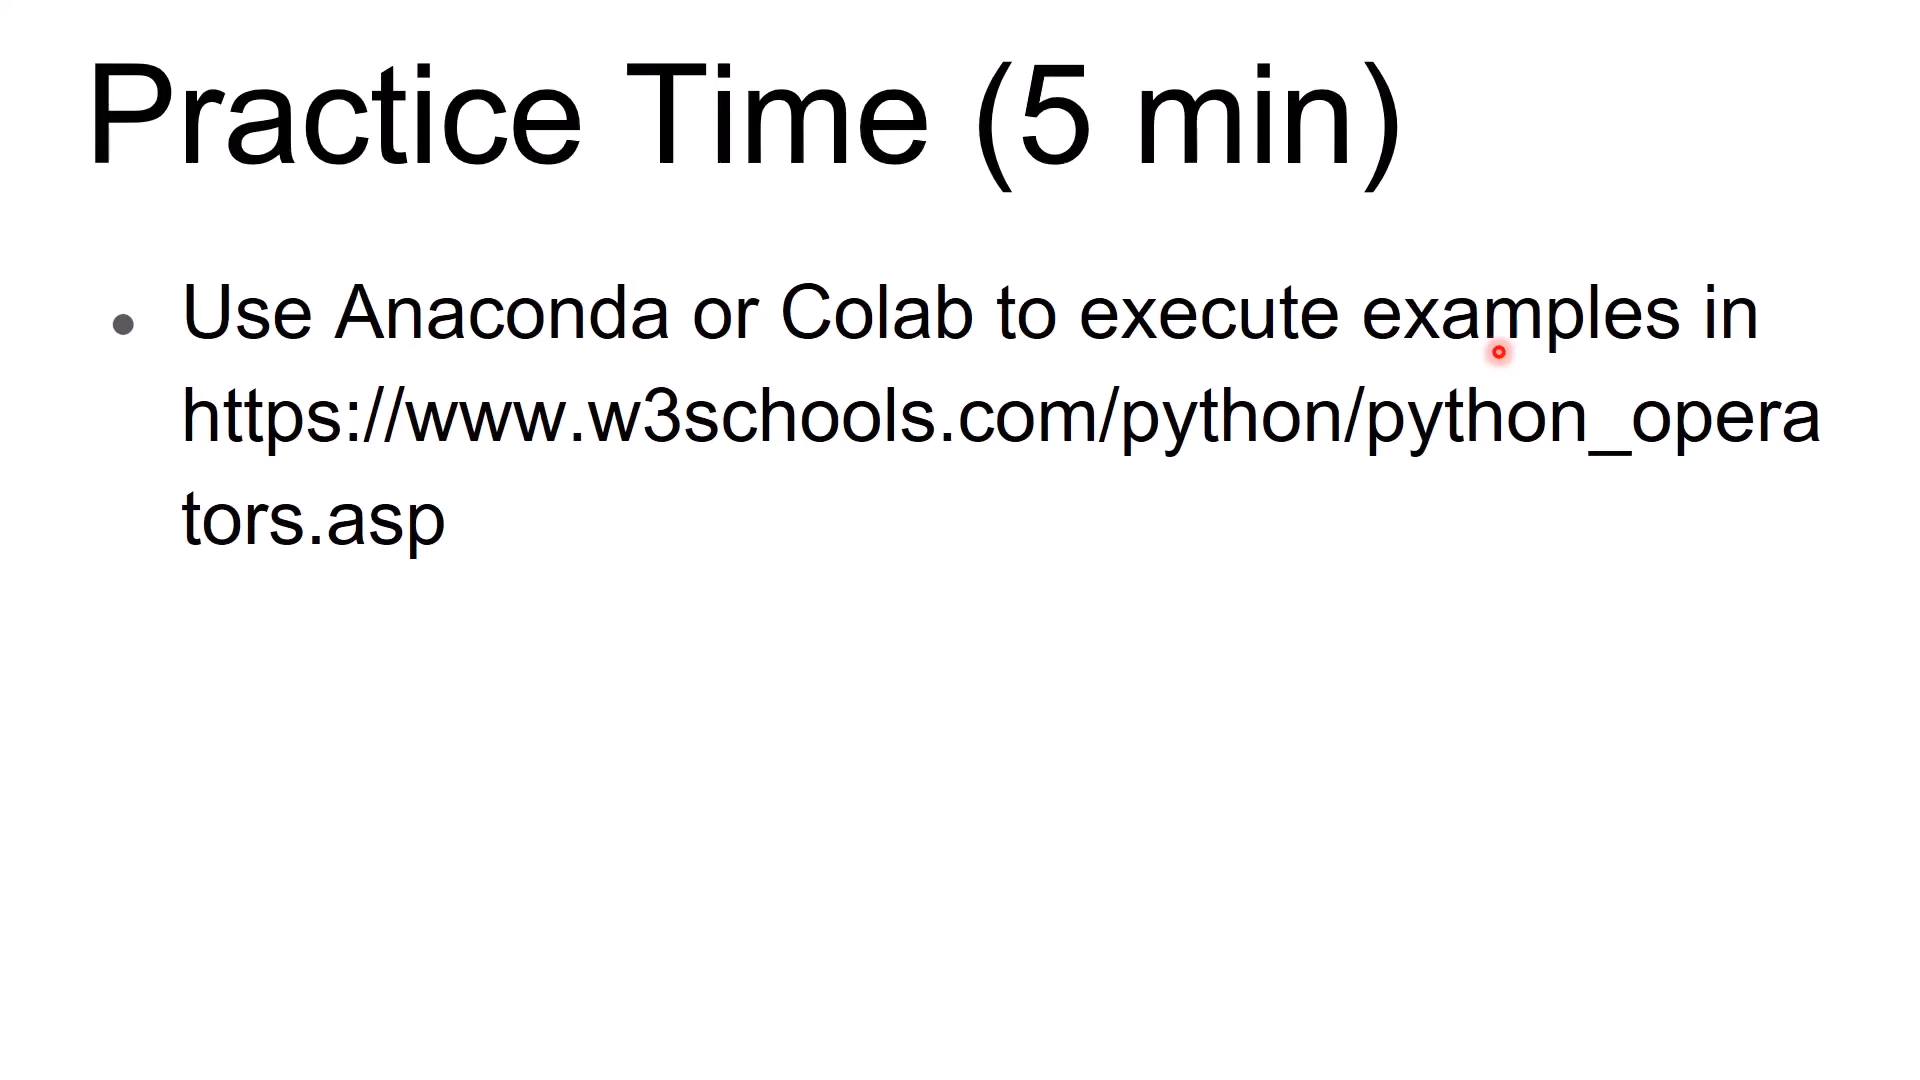 Practice Time (5 min)
• Use Anaconda or Colab to execute examples in
https://www.w3schools.com/python/python_opera
tors.asp